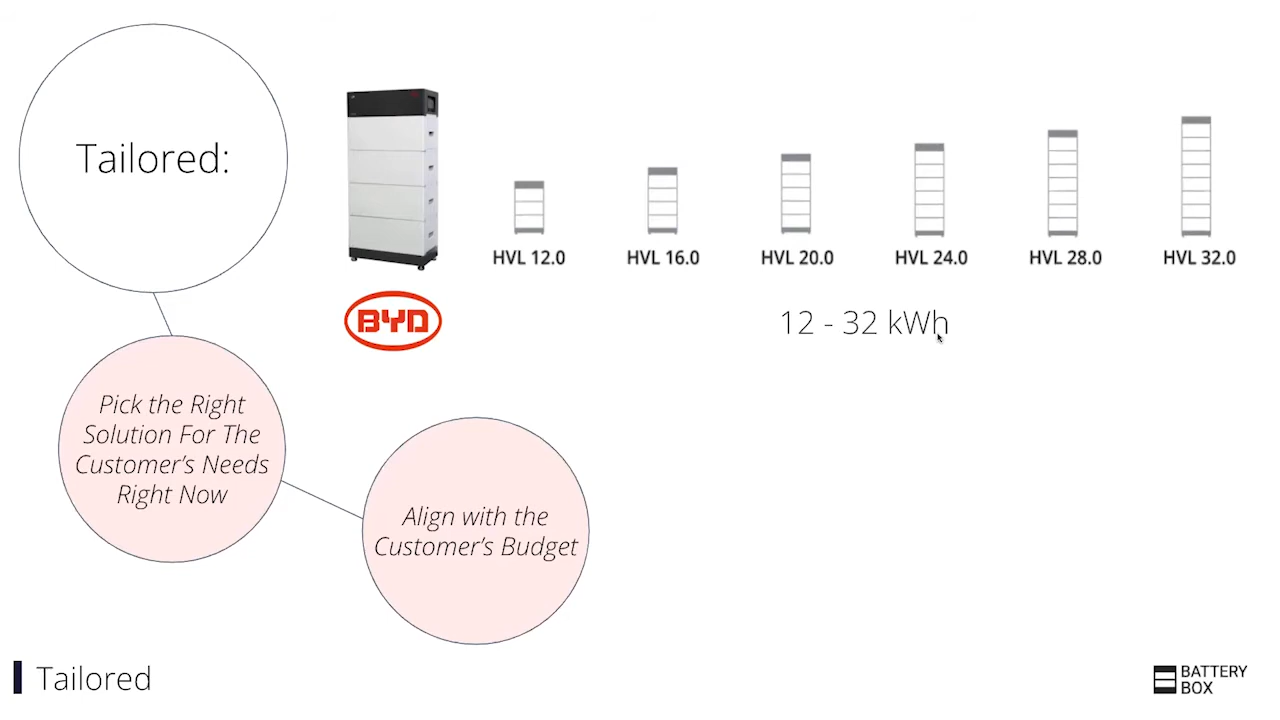 Tailored:
HVL 12.0
HVL 16.0
HVL 20.0
HVL 24.0
HVL 28.0
HVL 32.0
BYD
12 - 32 kWh
Pick the Right
Solution For The
Customer’s Needs
Right Now
Align with the
Customer’s Budget
Tailored
BATTERY
BOX